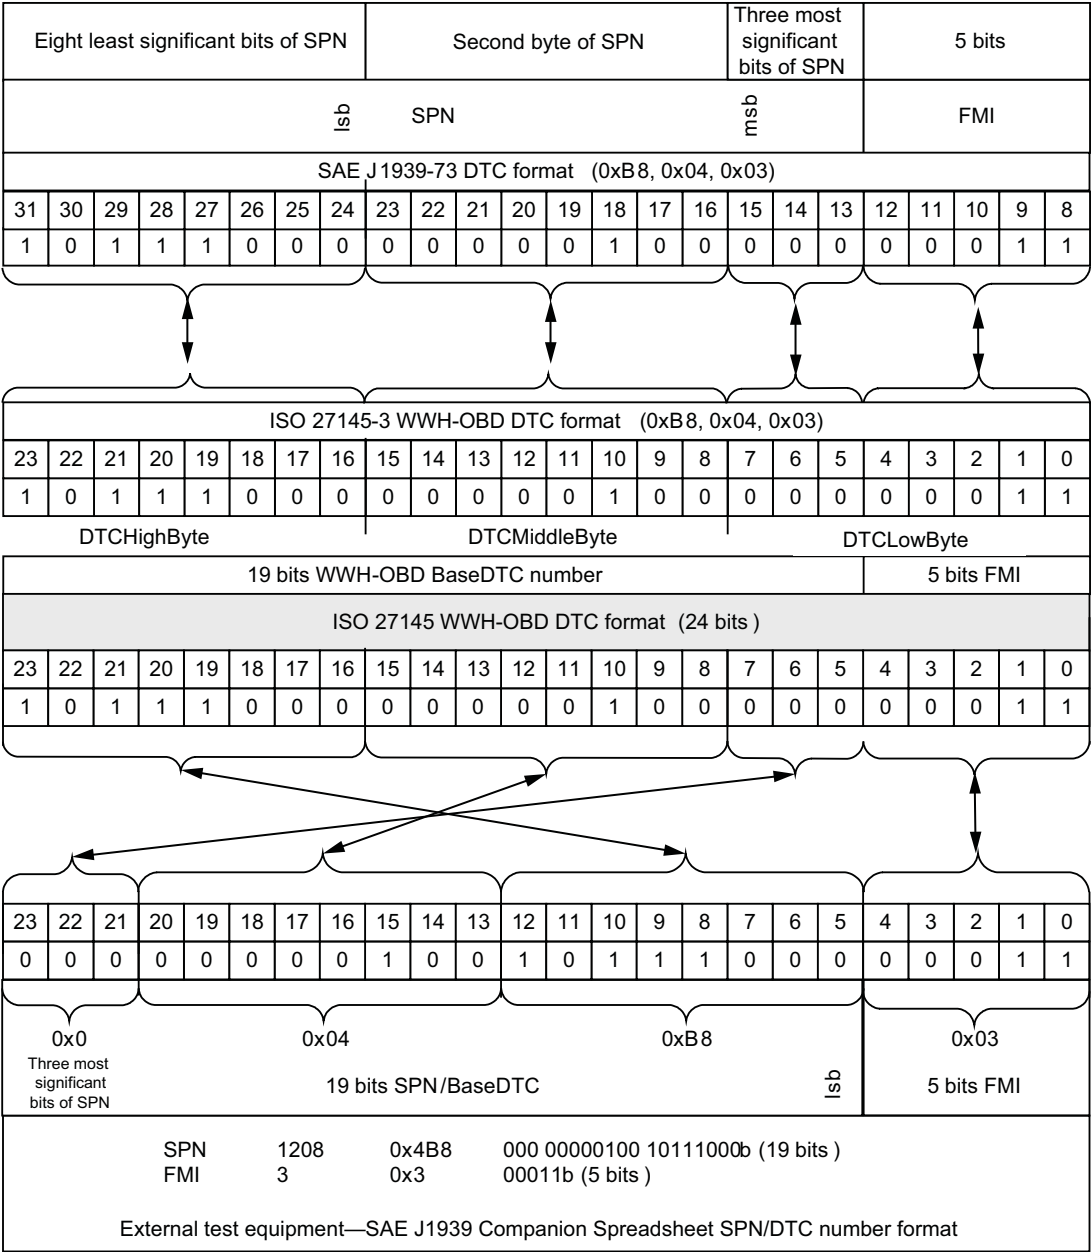 Eight least significant bits of SPN Second byte of SPN Three most significant bits of SPN 5 bits
lsb SPN msb FMI
SAE J1939-73 DTC format (0xB8, 0x04, 0x03)
31 30 29 28 27 26 25 24 23 22 21 20 19 18 17 16 15 14 13 12 11 10 9 8
1 0 1 1 1 0 0 0 0 0 0 0 0 1 0 0 0 0 0 0 0 0 1 1
ISO 27145-3 WWH-OBD DTC format (0xB8, 0x04, 0x03)
23 22 21 20 19 18 17 16 15 14 13 12 11 10 9 8 7 6 5 4 3 2 1 0
1 0 1 1 1 0 0 0 0 0 0 0 0 1 0 0 0 0 0 0 0 0 1 1
DTCHighByte DTCMiddleByte DTCLowByte
19 bits WWH-OBD BaseDTC number 5 bits FMI
ISO 27145 WWH-OBD DTC format (24 bits )
23 22 21 20 19 18 17 16 15 14 13 12 11 10 9 8 7 6 5 4 3 2 1 0
1 0 1 1 1 0 0 0 0 0 0 0 0 1 0 0 0 0 0 0 0 0 1 1
23 22 21 20 19 18 17 16 15 14 13 12 11 10 9 8 7 6 5 4 3 2 1 0
0 0 0 0 0 0 0 0 1 0 0 1 0 1 1 1 0 0 0 0 0 0 1 1
0x0 0x04 0xB8 0x03
Three most
significant
bits of SPN
19 bits SPN/BaseDTC lsb 5 bits FMI
SPN 1208 0x4B8 000 00000100 10111000b (19 bits )
FMI 3 0x3 00011b (5 bits )
External test equipment—SAE J1939 Companion Spreadsheet SPN/DTC number format